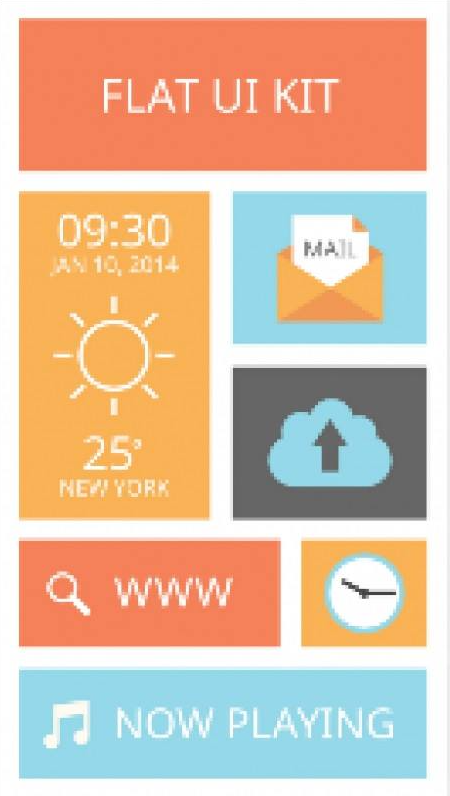 FLAT UI KIT
09:30
JAN 10, 2014
MAIL
25°
NEW YORK
WWW
NOW PLAYING